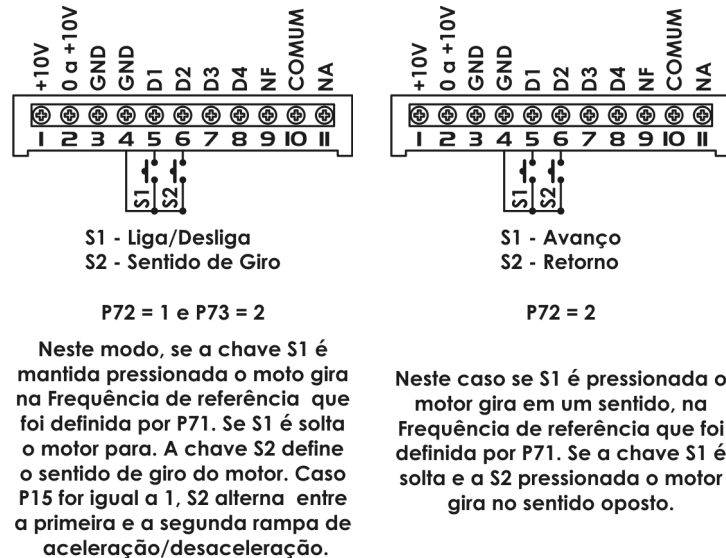 +10V
0 a +10V
GND
GND
D1
D2
D3
D4
NF
COMUM
NA
1 2 3 4 5 6 7 8 9 10 11
S1
S2
S1 - Liga/Desliga
S2 - Sentido de Giro
P72 = 1 e P73 = 2
Neste modo, se a chave S1 é
mantida pressionada o moto gira
na Frequência de referência que
foi definida por P71. Se S1 é solta
o motor para. A chave S2 define
o sentido de giro do motor. Caso
P15 for igual a 1, S2 alterna entre
a primeira e a segunda rampa de
aceleração/desaceleração.
+10V
0 a +10V
GND
GND
D1
D2
D3
D4
NF
COMUM
NA
1 2 3 4 5 6 7 8 9 10 11
S1
S2
S1 - Avanço
S2 - Retorno
P72 = 2
Neste caso se S1 é pressionada o
motor gira em um sentido, na
Frequência de referência que foi
definida por P71. Se a chave S1 é
solta e a S2 pressionada o motor
gira no sentido oposto.